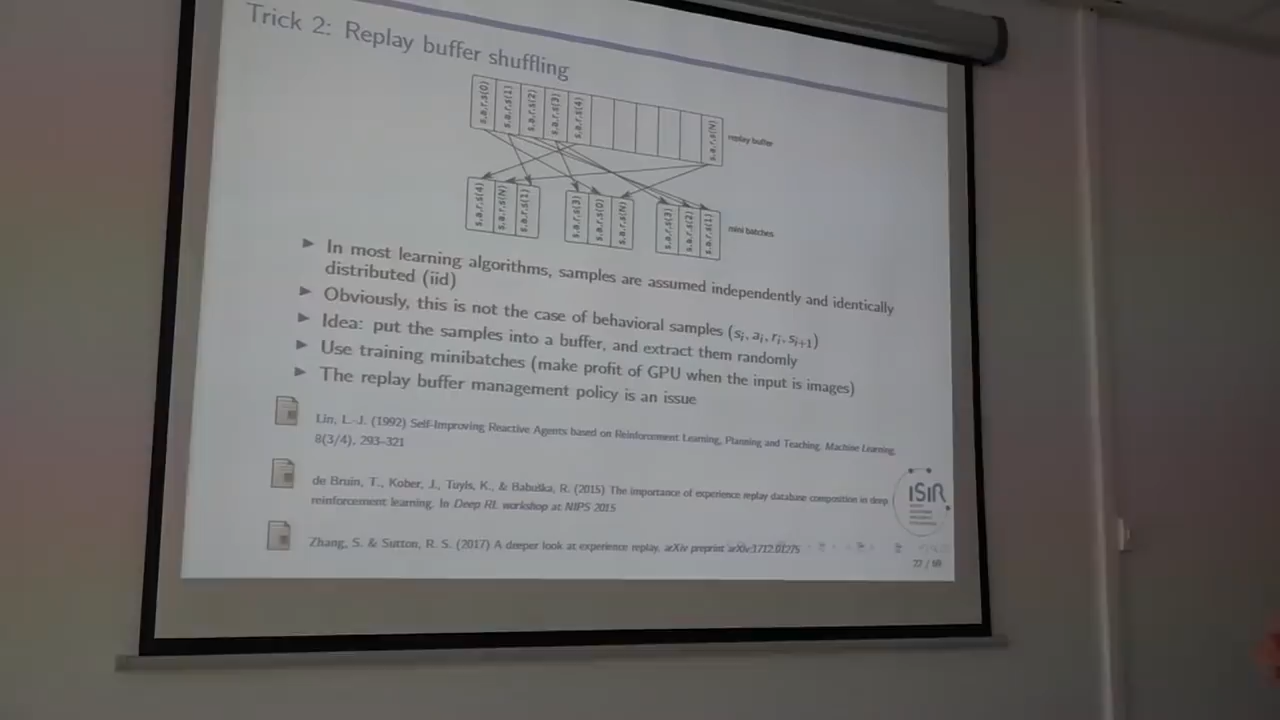 Trick 2: Replay buffer shuffling
s.a.r.s(0) s.a.r.s(1) s.a.r.s(2) s.a.r.s(3) s.a.r.s(4) s.a.r.s(N)
replay buffer
s.a.r.s(4) s.a.r.s(N) s.a.r.s(1) s.a.r.s(3) s.a.r.s(0) s.a.r.s(N) s.a.r.s(3) s.a.r.s(2) s.a.r.s(1)
mini batches
► In most learning algorithms, samples are assumed independently and identically
distributed (iid)
► Obviously, this is not the case of behavioral samples (sᵢ, aᵢ, rᵢ, sᵢ₊₁)
► Idea: put the samples into a buffer, and extract them randomly
► Use training minibatches (make profit of GPU when the input is images)
► The replay buffer management policy is an issue
Lin, L.-J. (1992) Self-Improving Reactive Agents based on Reinforcement Learning, Planning and Teaching. Machine Learning,
8(3/4), 293–321
de Bruin, T., Kober, J., Tuyls, K., & Babuška, R. (2015) The importance of experience replay database composition in deep
reinforcement learning. In Deep RL workshop at NIPS 2015
Zhang, S. & Sutton, R. S. (2017) A deeper look at experience replay. arXiv preprint arXiv:1712.01275
ISIR
27 / 69